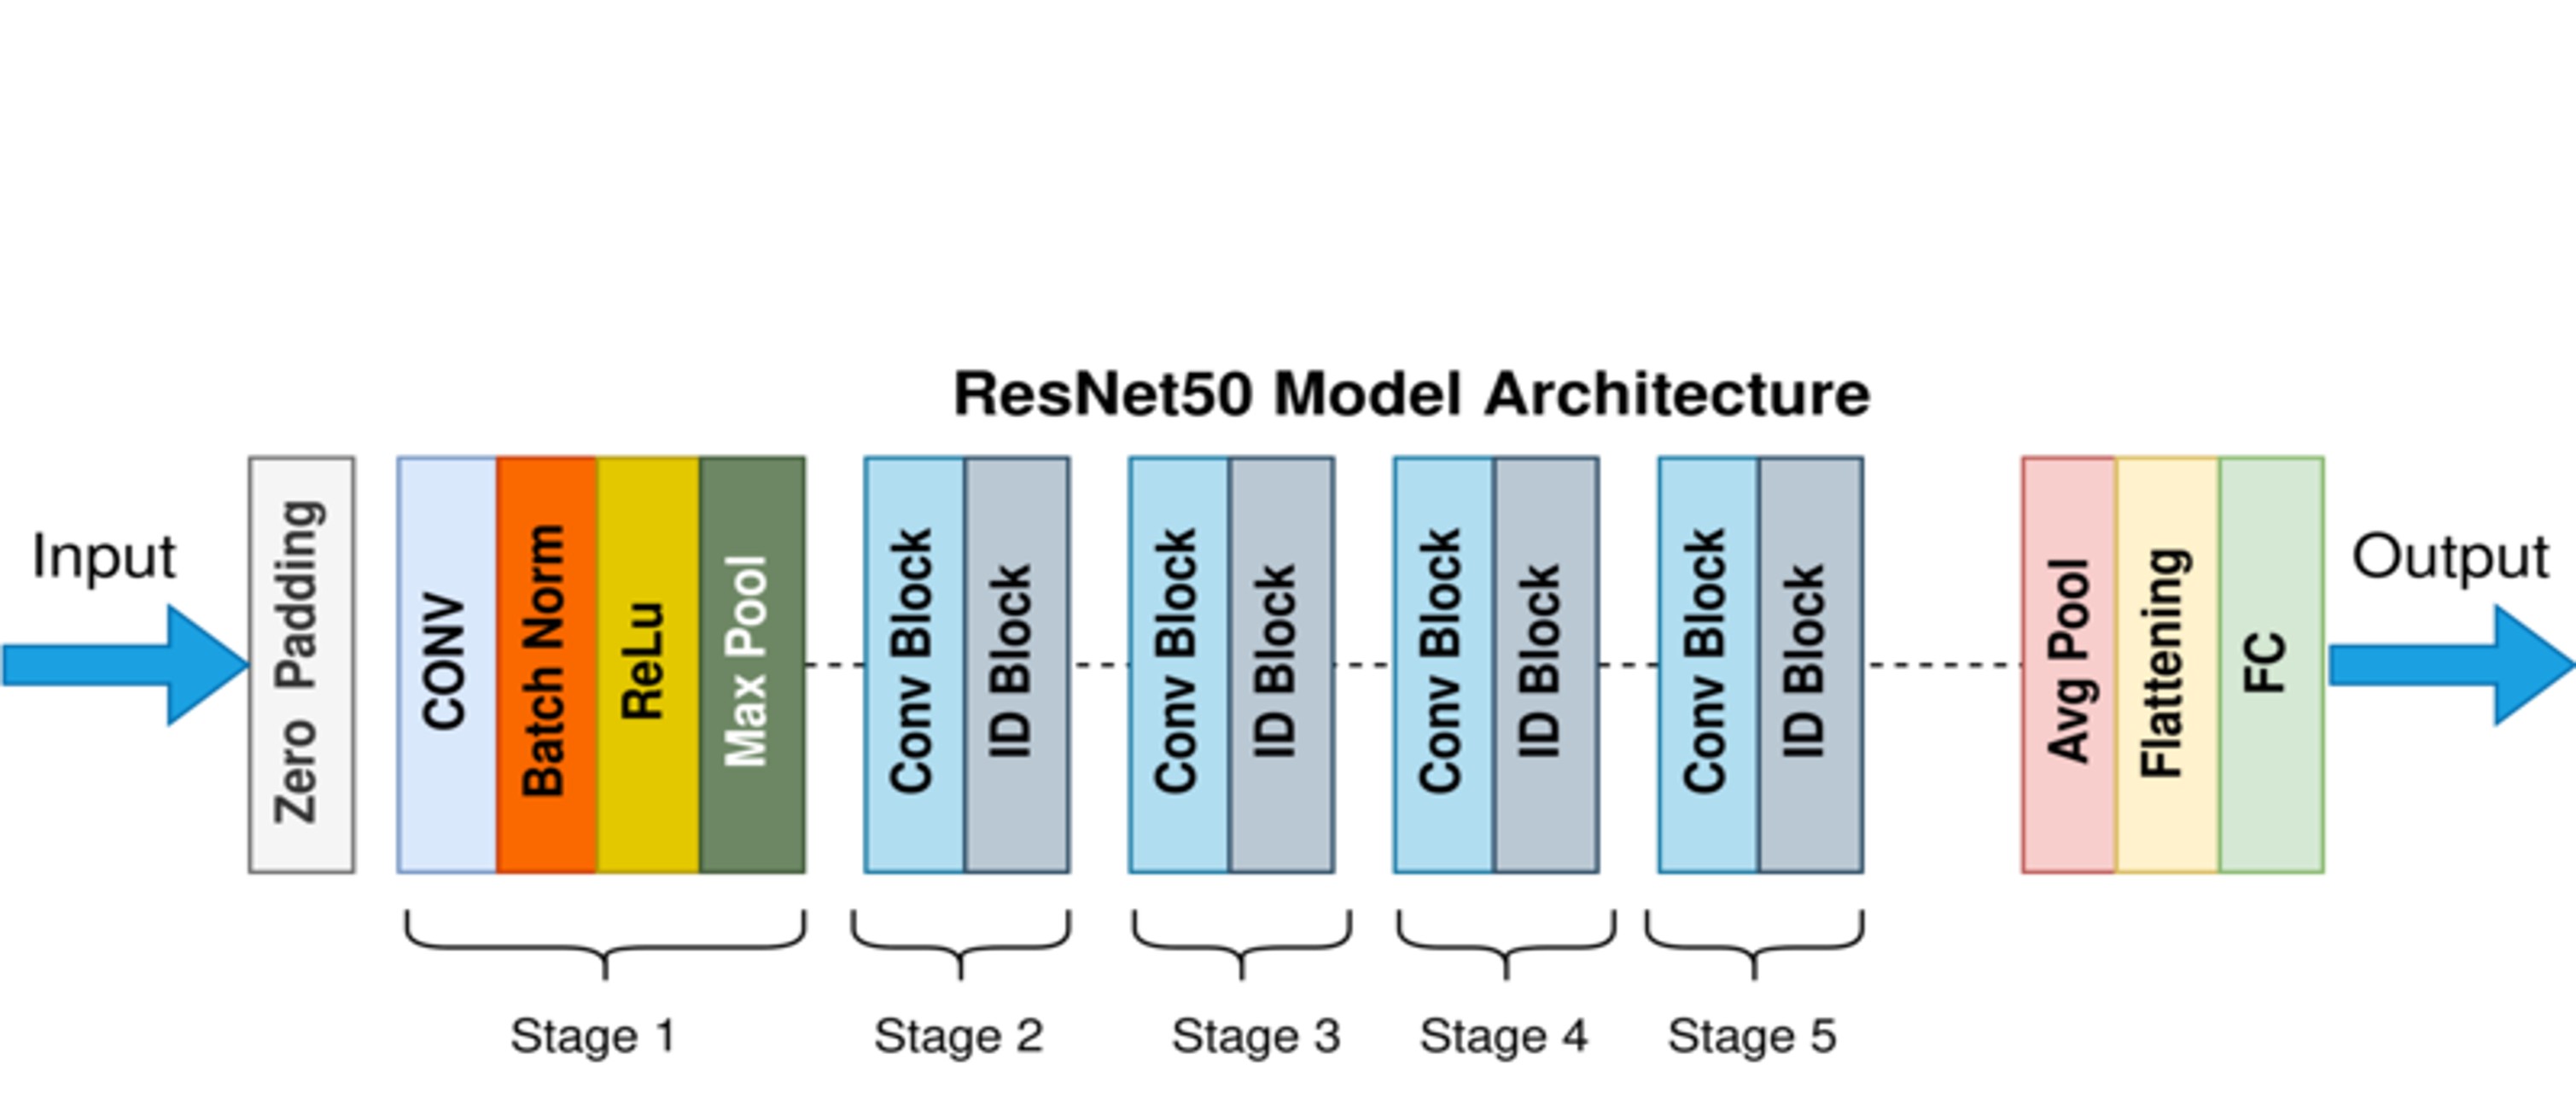 ResNet50 Model Architecture
Input
Zero Padding
CONV
Batch Norm
ReLu
Max Pool
Conv Block
ID Block
Conv Block
ID Block
Conv Block
ID Block
Conv Block
ID Block
Avg Pool
Flattening
FC
Output
Stage 1
Stage 2
Stage 3
Stage 4
Stage 5